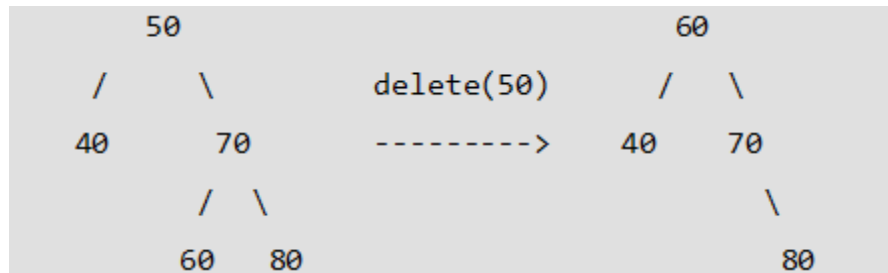 50 60
/ \ delete(50) / \
40 70 ---------> 40 70
/ \ \
60 80 80